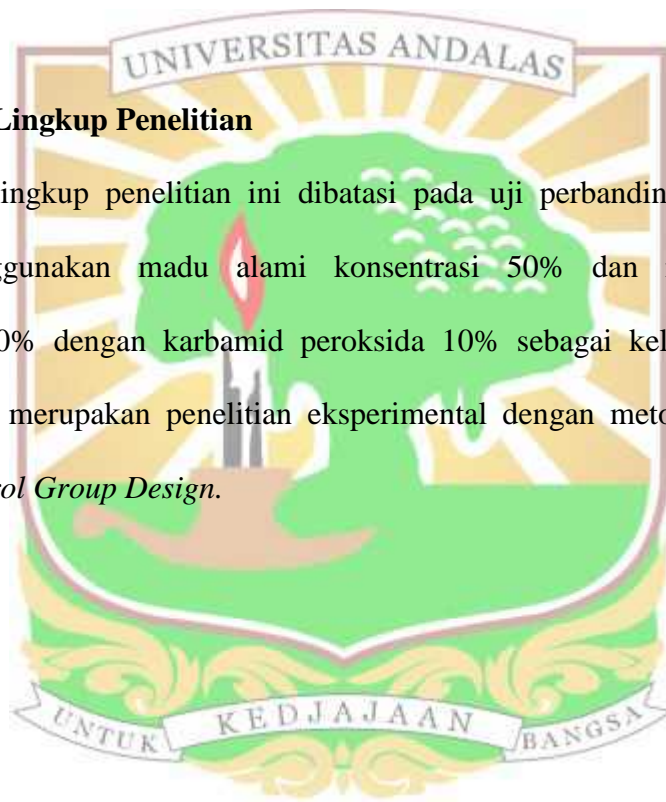 UNIVERSITAS ANDALAS
Lingkup Penelitian
ingkup penelitian ini dibatasi pada uji perbandin
ggunakan madu alami konsentrasi 50% dan
0% dengan karbamid peroksida 10% sebagai kel
merupakan penelitian eksperimental dengan meto
rol Group Design.
UNTUK KEDJAJAAN BANGSA